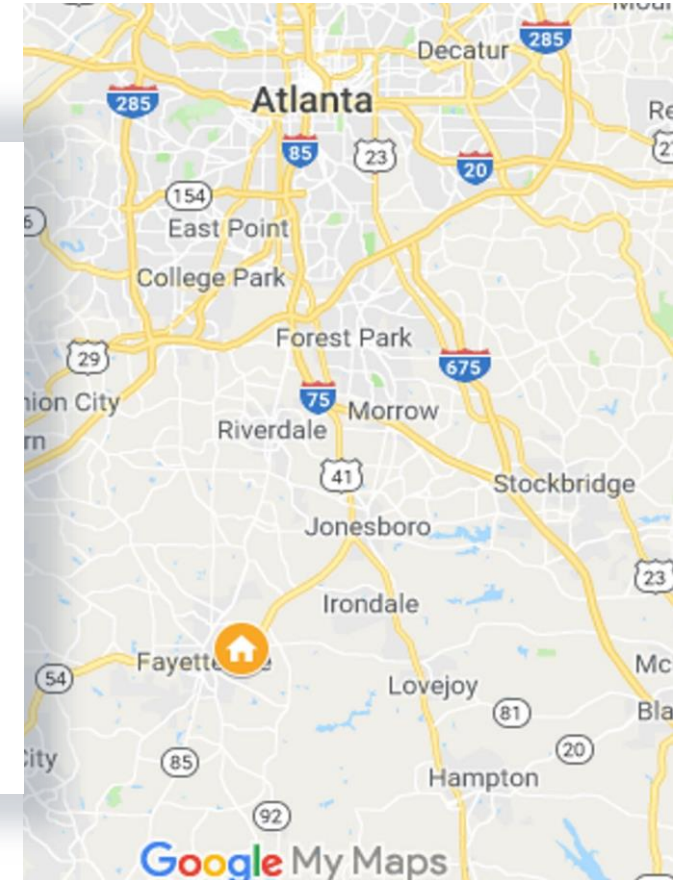 285
Decatur
285
Atlanta
85
23
20
154
East Point
College Park
Forest Park
29
675
75
Morrow
Riverdale
41
Stockbridge
Jonesboro
23
Irondale
54
Lovejoy
81
20
85
Hampton
92
Google My Maps